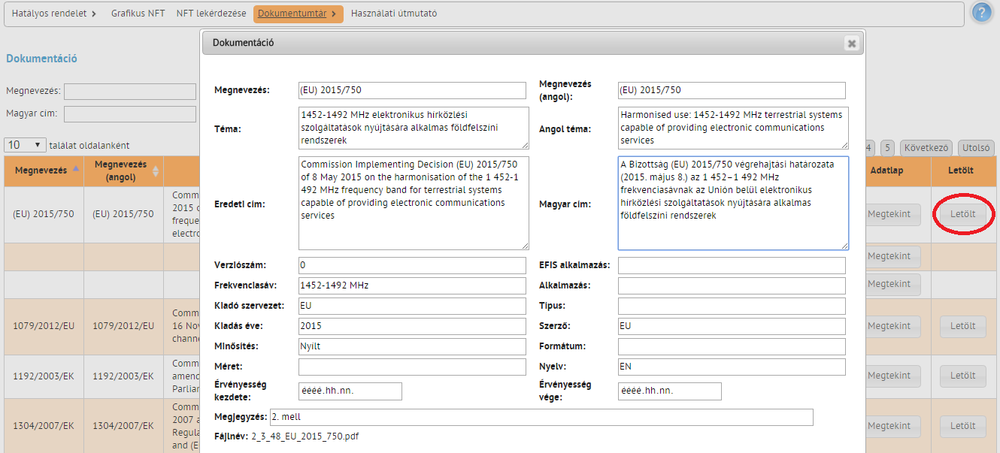 Hatályos rendelet > Grafikus NFT NFT lekérdezése Dokumentumtár > Használati útmutató ?
Dokumentáció
Dokumentáció
Megnevezés:
Magyar cím:
10 találat oldalanként
4 5 Következő Utolsó
Megnevezés Megnevezés (angol) Adatlap Letölt
(EU) 2015/750 (EU) 2015/750 Megtekint Letölt
Comm
2015 o
freque
electro
Megtekint
Megtekint
1079/2012/EU 1079/2012/EU Megtekint Letölt
Comm
16 Nov
chann
1192/2003/EK 1192/2003/EK Megtekint Letölt
Comm
amend
Parlian
1304/2007/EK 1304/2007/EK Megtekint Letölt
Comm
2007 a
Regula
and (E
Megnevezés: (EU) 2015/750
Megnevezés
(angol): (EU) 2015/750
Téma: 1452-1492 MHz elektronikus hírközlési
szolgáltatások nyújtására alkalmas földfelszíni
rendszerek
Angol téma: Harmonised use: 1452-1492 MHz terrestrial systems
capable of providing electronic communications
services
Eredeti cím: Commission Implementing Decision (EU) 2015/750
of 8 May 2015 on the harmonisation of the 1 452-1
492 MHz frequency band for terrestrial systems
capable of providing electronic communications
services
Magyar cím: A Bizottság (EU) 2015/750 végrehajtási határozata
(2015. május 8.) az 1 452–1 492 MHz
frekvenciasávnak az Unión belül elektronikus
hírközlési szolgáltatások nyújtására alkalmas
földfelszíni rendszerek
Verziószám: 0 EFIS alkalmazás:
Frekvenciasáv: 1452-1492 MHz Alkalmazás:
Kiadó szervezet: EU Típus:
Kiadás éve: 2015 Szerző: EU
Minősítés: Nyílt Formátum:
Méret: Nyelv: EN
Érvényesség
kezdete: éééé.hh.nn.
Érvényesség
vége: éééé.hh.nn.
Megjegyzés: 2. mell
Fájlnév: 2_3_48_EU_2015_750.pdf